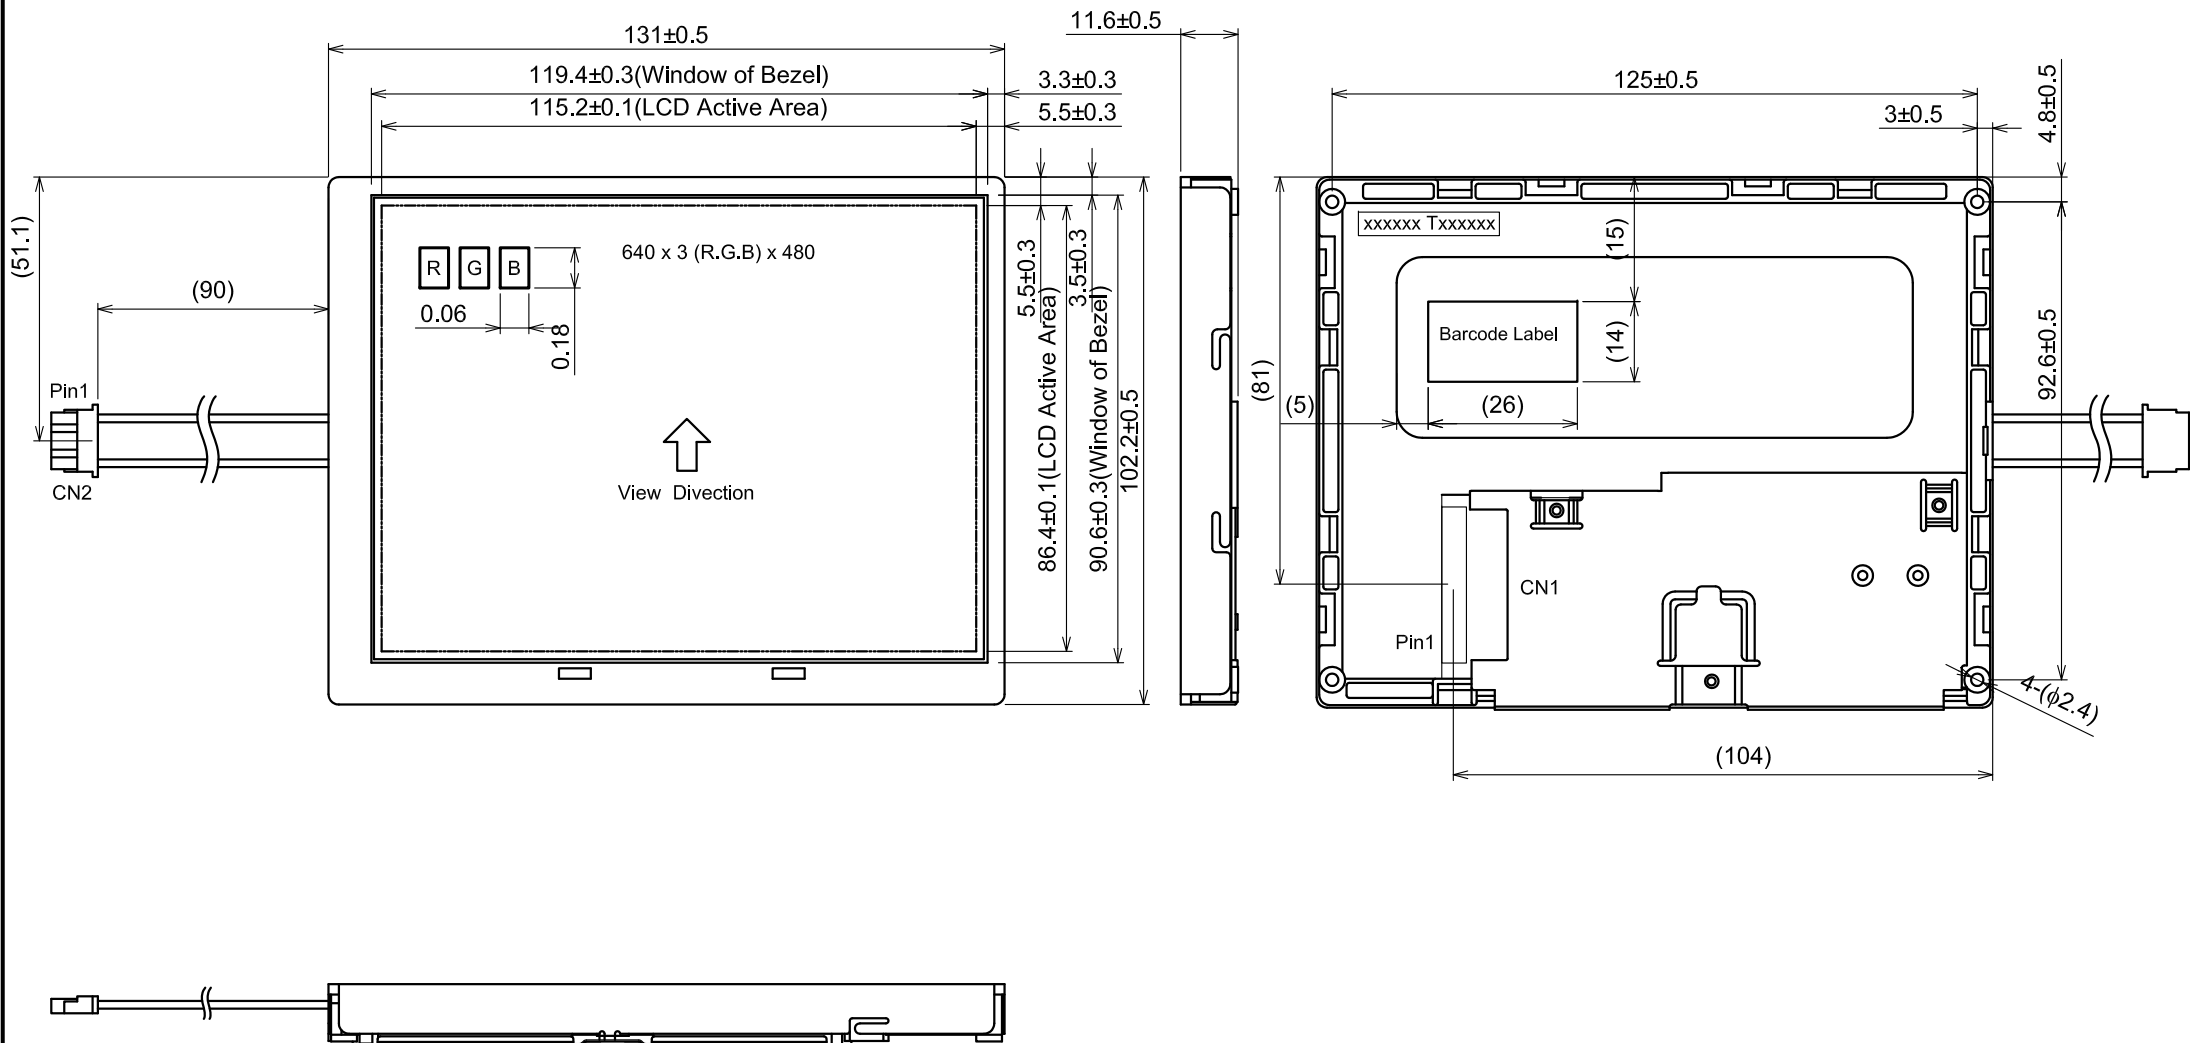 131±0.5
119.4±0.3(Window of Bezel)
115.2±0.1(LCD Active Area)
3.3±0.3
5.5±0.3
11.6±0.5
125±0.5
3±0.5
4.8±0.5
(51.1)
(90)
R G B
640 x 3 (R.G.B) x 480
0.06
0.18
Pin1
CN2
View Divection
5.5±0.3
3.5±0.3
86.4±0.1(LCD Active Area)
90.6±0.3(Window of Bezel)
102.2±0.5
xxxxxx Txxxxxx
(15)
Barcode Label
(14)
(81)
(5)
(26)
92.6±0.5
CN1
Pin1
4-(ϕ2.4)
(104)